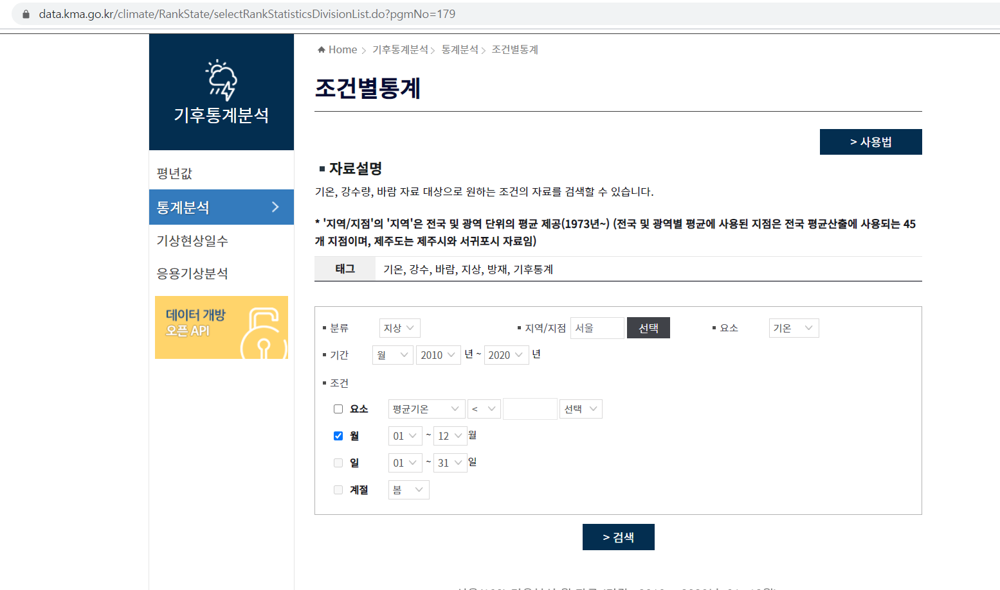 data.kma.go.kr/climate/RankState/selectRankStatisticsDivisionList.do?pgmNo=179
기후통계분석
평년값
통계분석
기상현상일수
응용기상분석
데이터 개방
오픈 API
Home > 기후통계분석 > 통계분석 > 조건별통계
조건별통계
> 사용법
자료설명
기온, 강수량, 바람 자료 대상으로 원하는 조건의 자료를 검색할 수 있습니다.
* '지역/지점'의 '지역'은 전국 및 광역 단위의 평균 제공(1973년~) (전국 및 광역별 평균에 사용된 지점은 전국 평균산출에 사용되는 45
개 지점이며, 제주도는 제주시와 서귀포시 자료임)
태그 기온, 강수, 바람, 지상, 방재, 기후통계
분류 지상 지역/지점 서울 선택 요소 기온
기간 월 2010 년 ~ 2020 년
조건
요소 평균기온 < 선택
월 01 ~ 12 월
일 01 ~ 31 일
계절 봄
> 검색